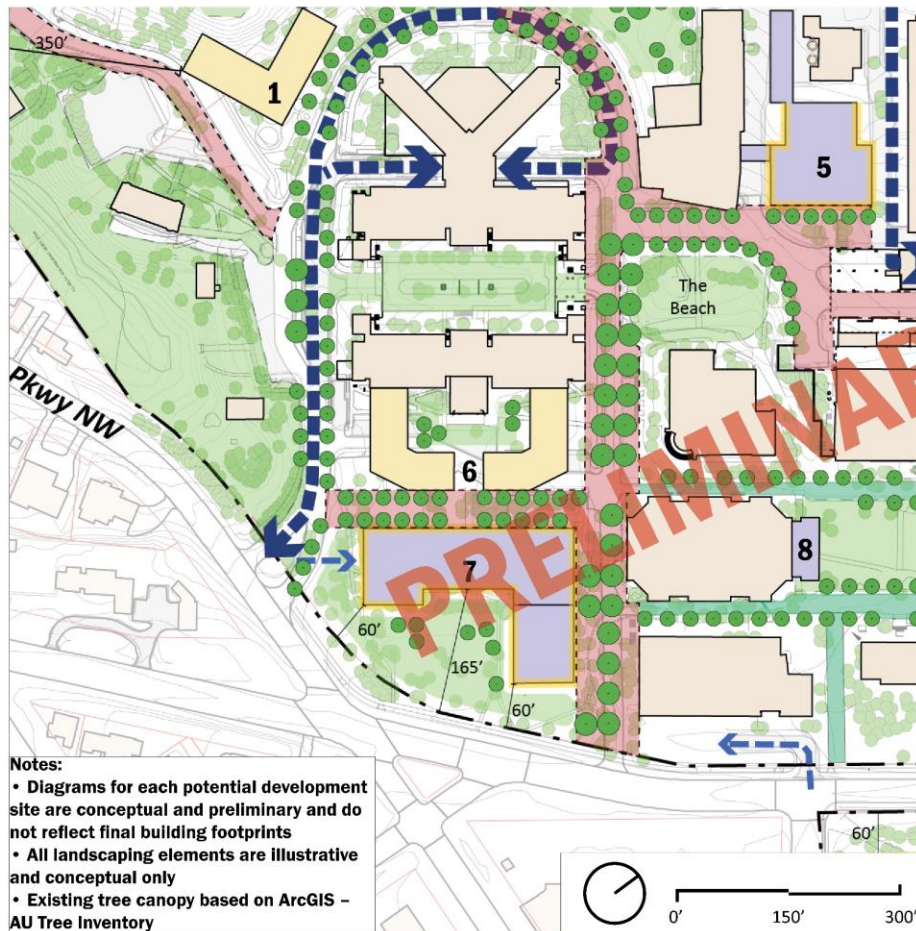 350'
1
5
The
Beach
Pkwy NW
6
PRELIMINAR
7
8
60'
165'
60'
60'
Notes:
• Diagrams for each potential development
site are conceptual and preliminary and do
not reflect final building footprints
• All landscaping elements are illustrative
and conceptual only
• Existing tree canopy based on ArcGIS –
AU Tree Inventory
0'
150'
300'